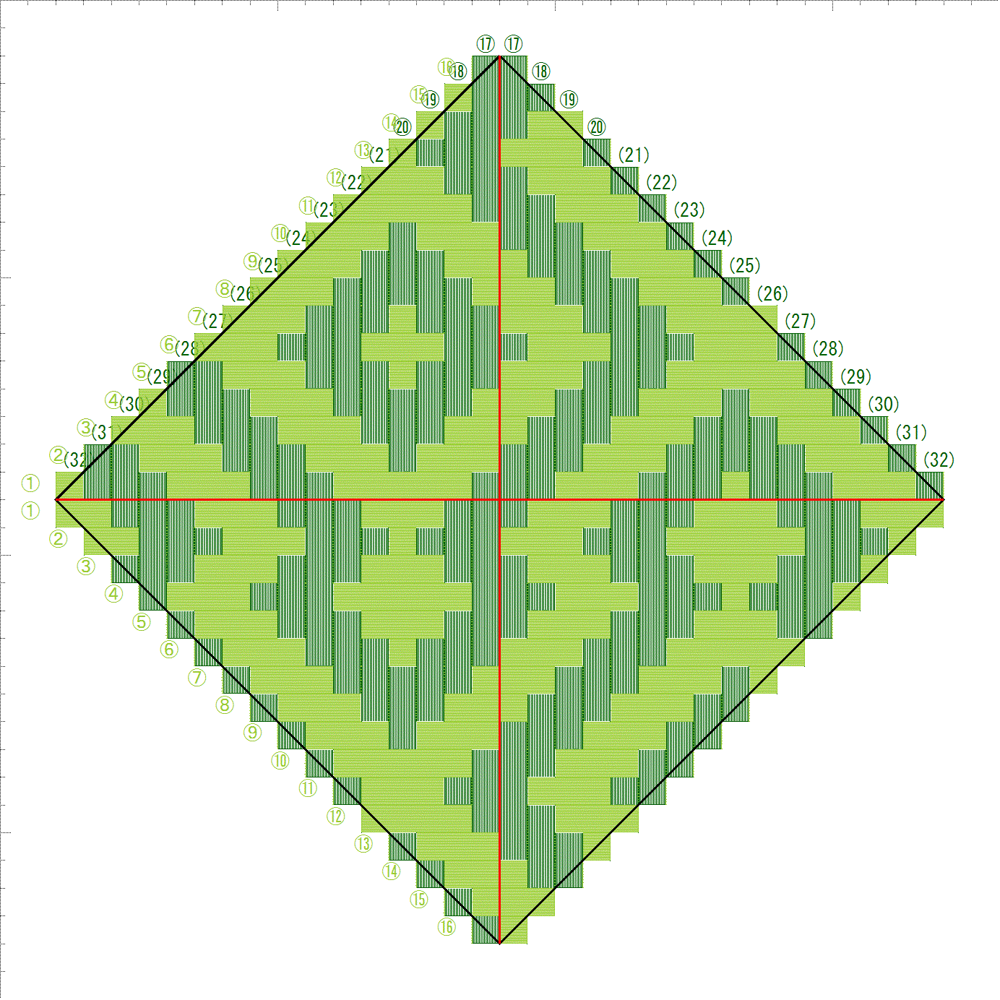 ⑰ ⑰
⑯ ⑱ ⑱
⑮ ⑲ ⑲
⑭ ⑳ ⑳
⑬ (21) (21)
⑫ (22) (22)
⑪ (23) (23)
⑩ (24) (24)
⑨ (25) (25)
⑧ (26) (26)
⑦ (27) (27)
⑥ (28) (28)
⑤ (29) (29)
④ (30) (30)
③ (31) (31)
② (32) (32)
①
①
②
③
④
⑤
⑥
⑦
⑧
⑨
⑩
⑪
⑫
⑬
⑭
⑮
⑯